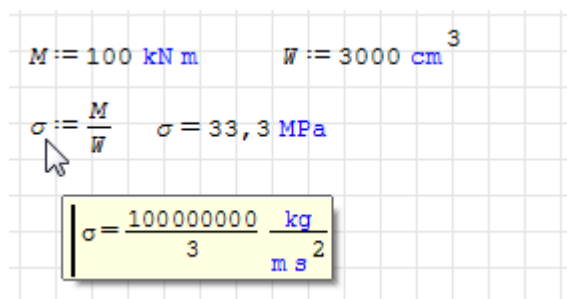 M:=100 kN m W:=3000 cm³
σ:=M/W σ=33,3 MPa
σ=100000000/3 kg/(m s²)